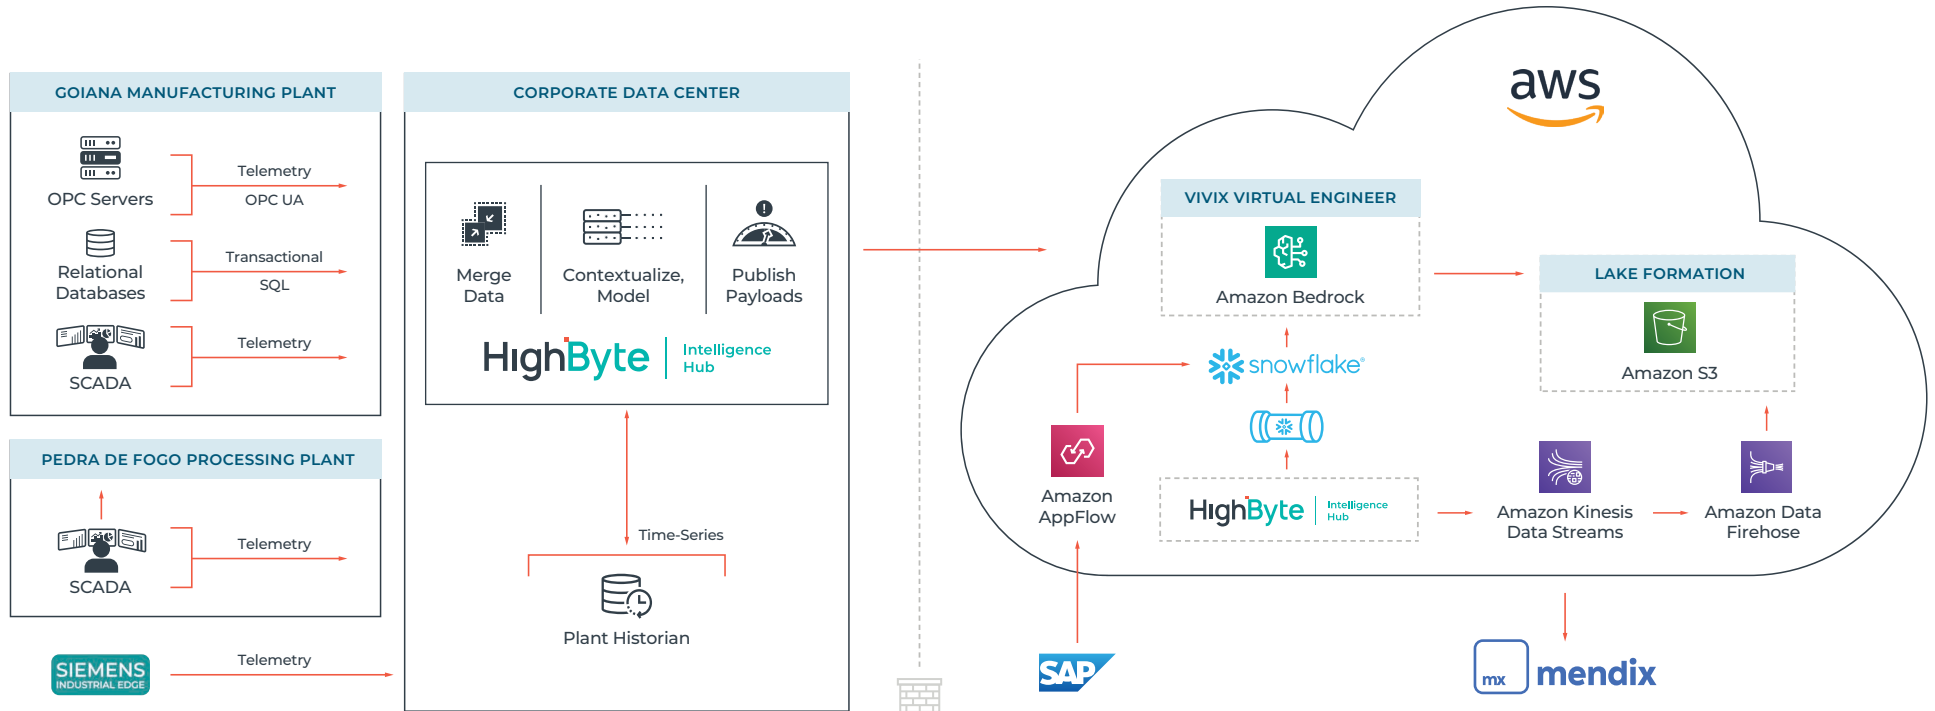 GOIANA MANUFACTURING PLANT
OPC Servers
Telemetry
OPC UA
Relational
Databases
Transactional
SQL
SCADA
Telemetry
PEDRA DE FOGO PROCESSING PLANT
SCADA
Telemetry
SIEMENS
INDUSTRIAL EDGE
Telemetry
CORPORATE DATA CENTER
Merge
Data
Contextualize,
Model
Publish
Payloads
HighByte
Intelligence
Hub
Time-Series
Plant Historian
aws
VIVIX VIRTUAL ENGINEER
Amazon Bedrock
LAKE FORMATION
Amazon S3
snowflake®
Amazon
AppFlow
HighByte
Intelligence
Hub
Amazon Kinesis
Data Streams
Amazon Data
Firehose
SAP
mx
mendix